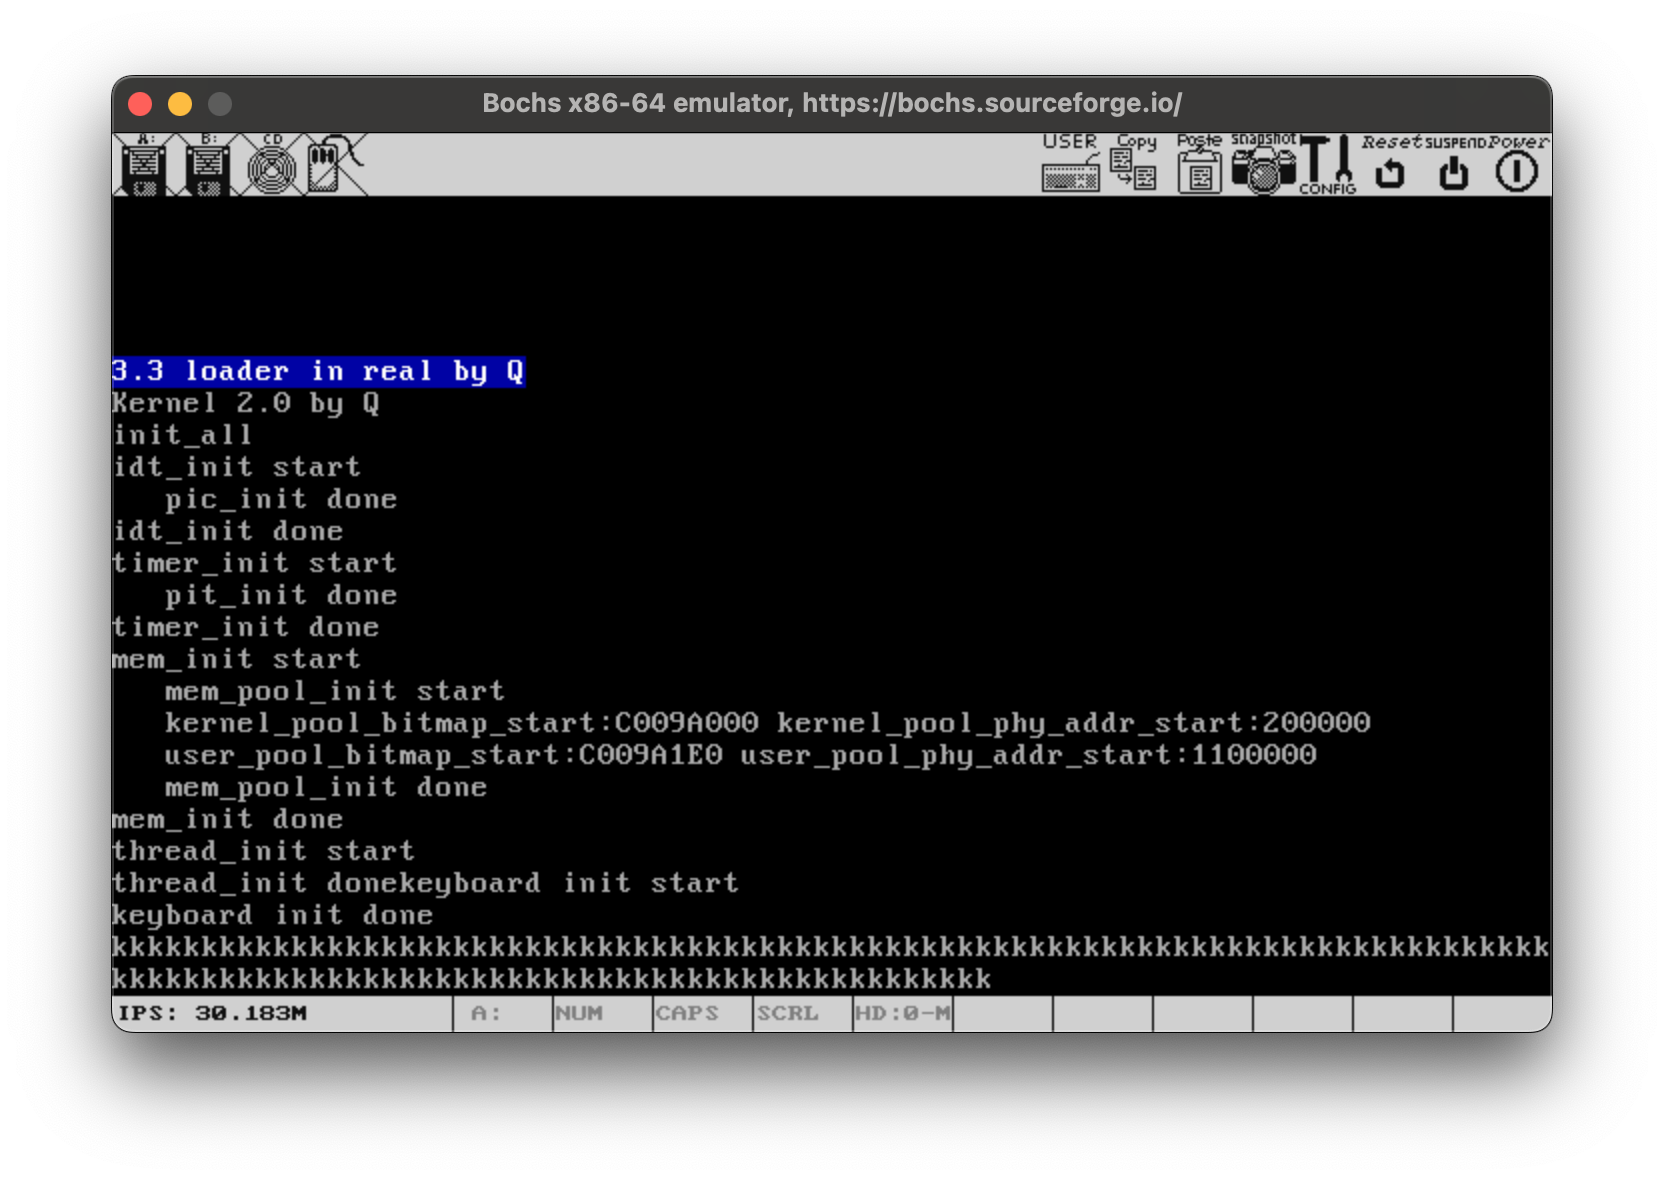 Bochs x86-64 emulator, https://bochs.sourceforge.io/
A: B: CD USER Copy Paste snapshot CONFIG Reset SUSPEND Power
3.3 loader in real by Q
Kernel 2.0 by Q
init_all
idt_init start
pic_init done
idt_init done
timer_init start
pit_init done
timer_init done
mem_init start
mem_pool_init start
kernel_pool_bitmap_start:C009A000 kernel_pool_phy_addr_start:200000
user_pool_bitmap_start:C009A1E0 user_pool_phy_addr_start:1100000
mem_pool_init done
mem_init done
thread_init start
thread_init donekeyboard init start
keyboard init done
kkkkkkkkkkkkkkkkkkkkkkkkkkkkkkkkkkkkkkkkkkkkkkkkkkkkkkkkkkkkkkkkkkkkkkkkkkkkkkkk
kkkkkkkkkkkkkkkkkkkkkkkkkkkkkkkkkkkkkkkkkkkkkkkkk
IPS: 30.183M A: NUM CAPS SCRL HD:0-M